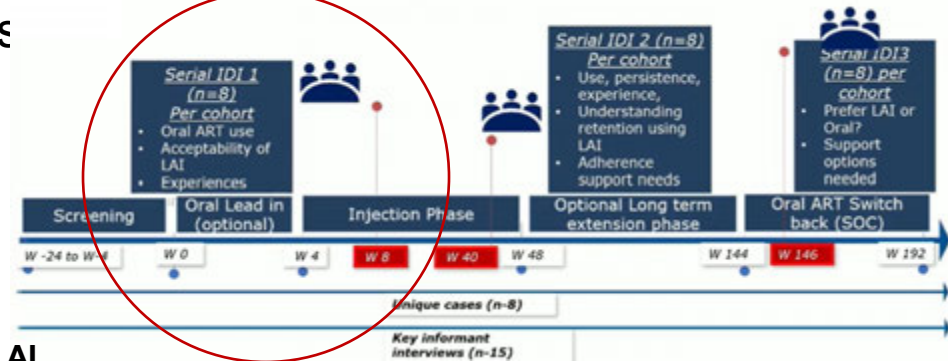 Serial IDI 1
(n=8)
Per cohort
• Oral ART use
• Acceptability of
LAI
• Experiences
Serial IDI 2 (n=8)
Per cohort
• Use, persistence,
experience,
• Understanding
retention using
LAI
• Adherence
support needs
Serial IDI3
(n=8) per
cohort
• Prefer LAI or
Oral?
• Support
options
needed
Screening
Oral Lead in
(optional)
Injection Phase
Optional Long term
extension phase
Oral ART Switch
back (SOC)
W -24 to W-4
W 0
W 4
W 8
W 40
W 48
W 144
W 146
W 192
Unique cases (n-8)
Key informant
interviews (n-15)